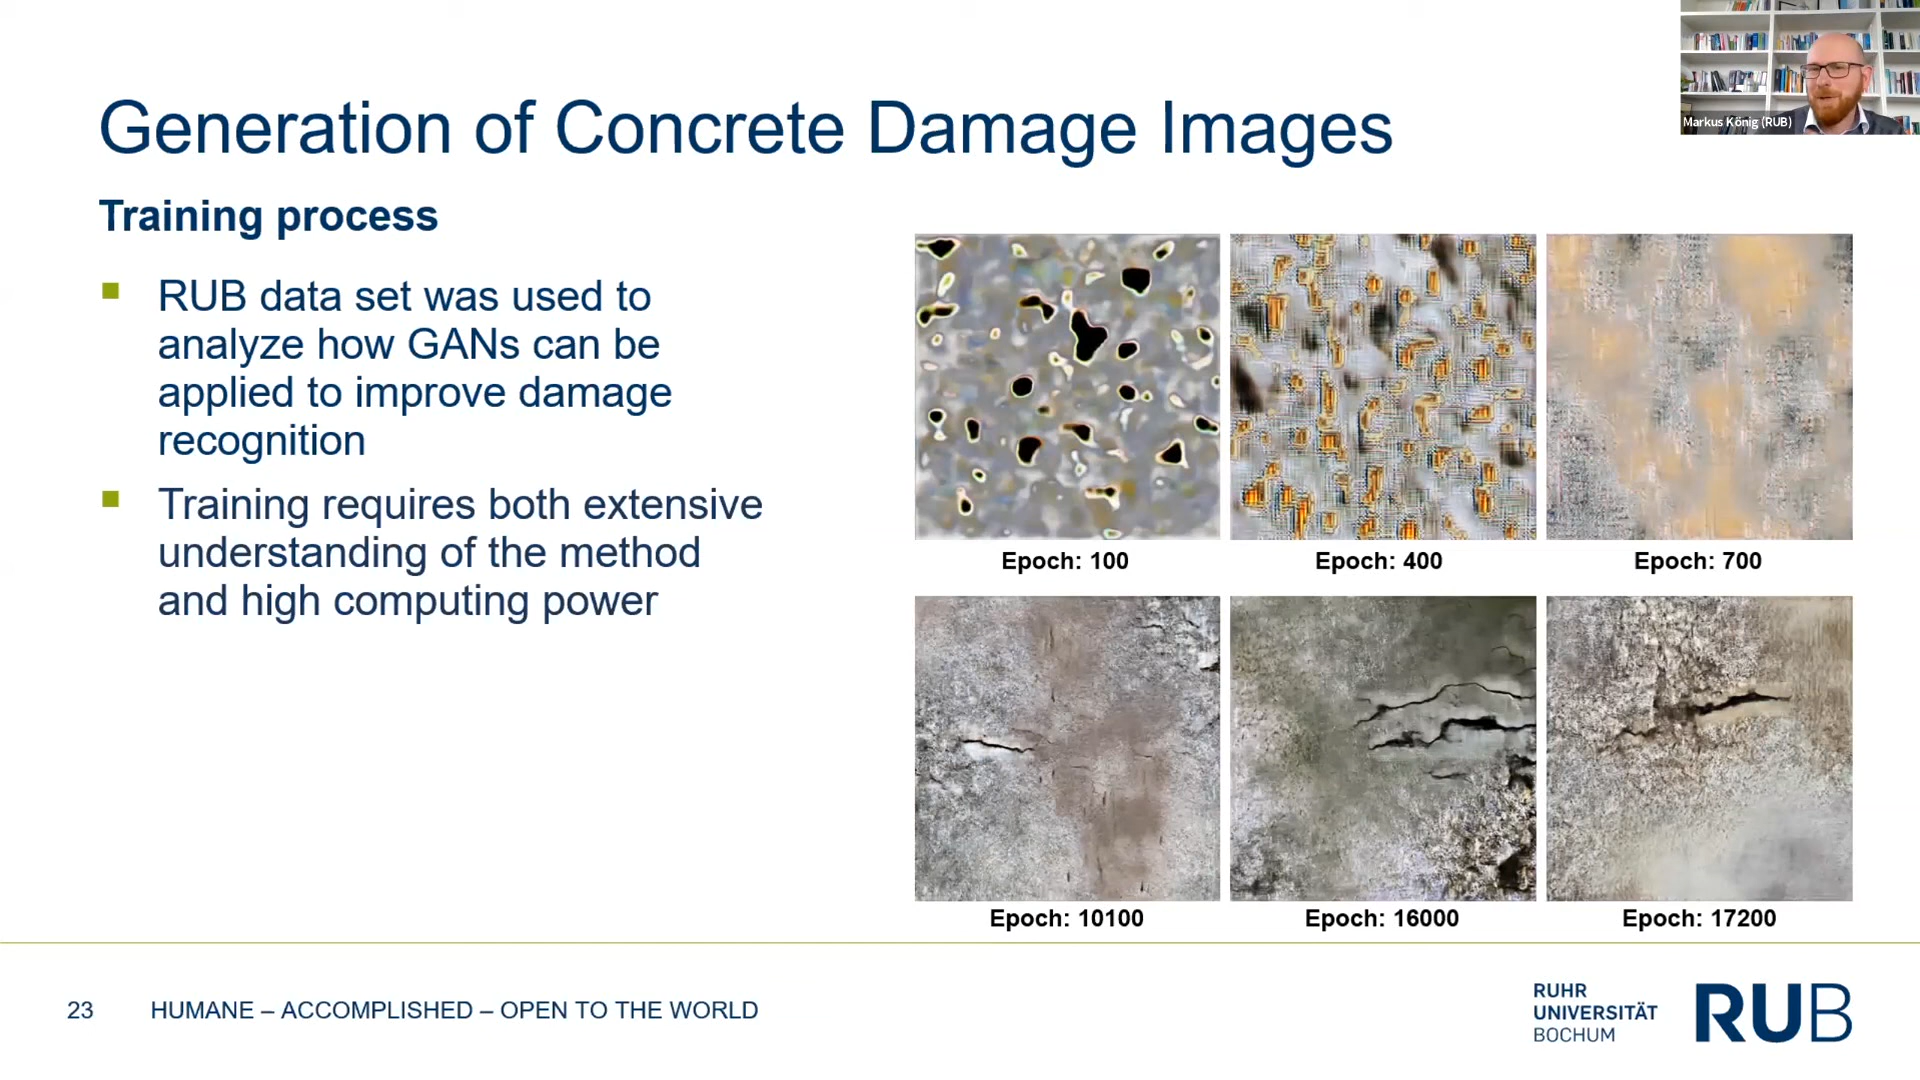 Markus König (RUB)
Generation of Concrete Damage Images
Training process
RUB data set was used to
analyze how GANs can be
applied to improve damage
recognition
Training requires both extensive
understanding of the method
and high computing power
Epoch: 100
Epoch: 400
Epoch: 700
Epoch: 10100
Epoch: 16000
Epoch: 17200
23
HUMANE – ACCOMPLISHED – OPEN TO THE WORLD
RUHR
UNIVERSITÄT
BOCHUM
RUB